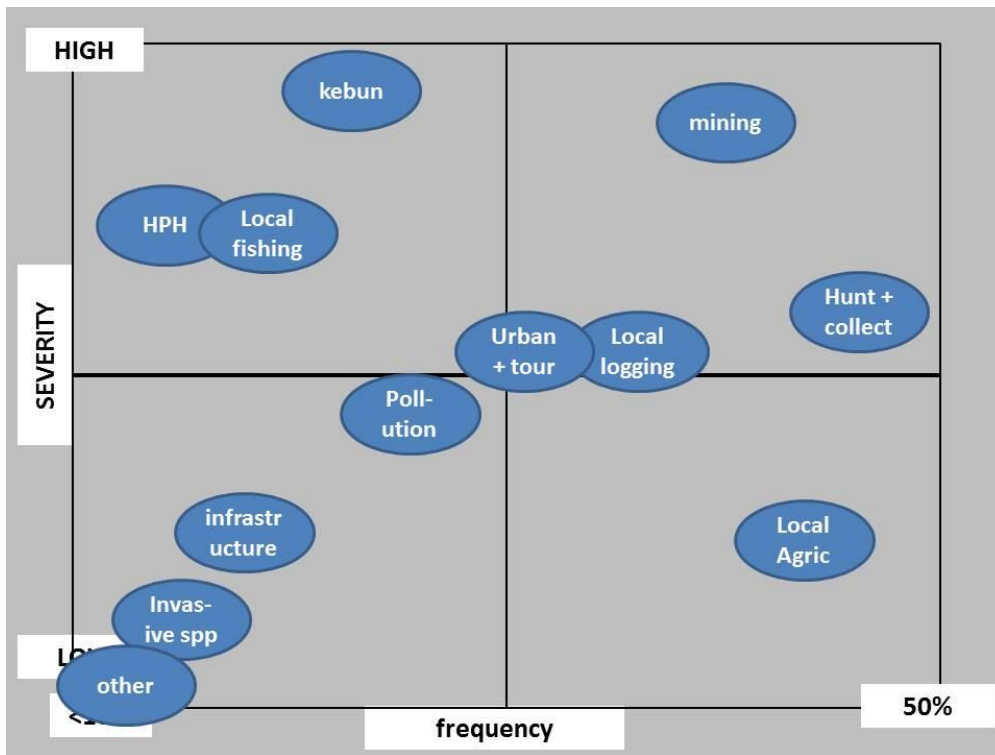 HIGH
kebun
mining
HPH
Local
fishing
Hunt +
collect
SEVERITY
Urban
+ tour
Local
logging
Poll-
ution
infrastr
ucture
Local
Agric
Invas-
ive spp
other
50%
frequency